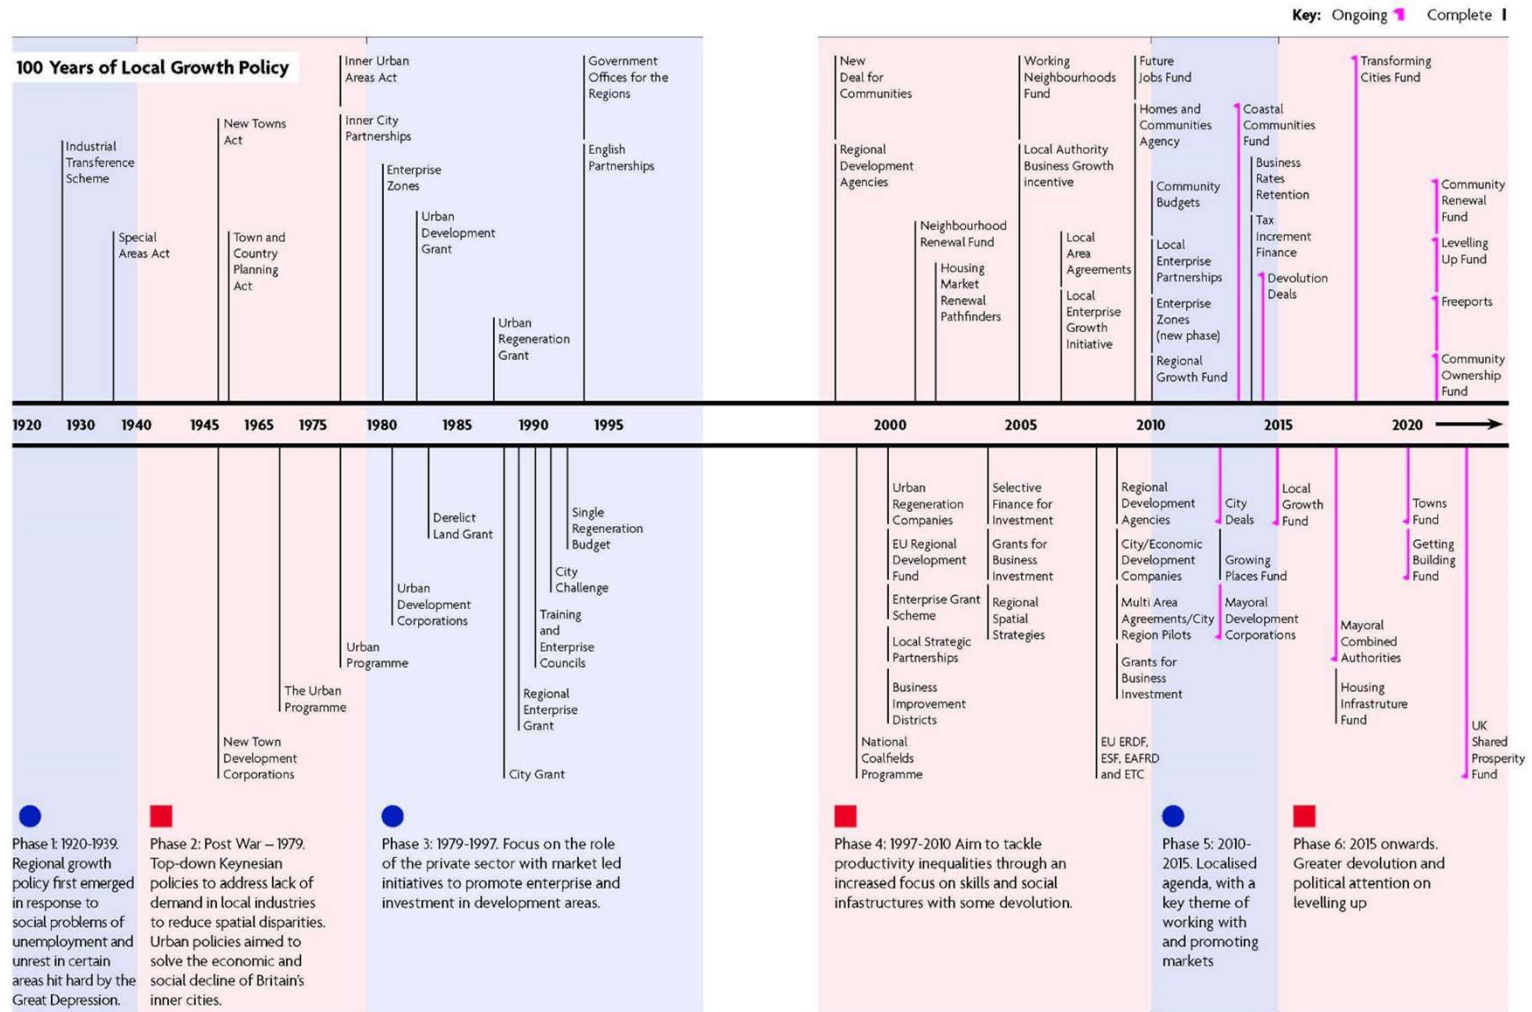 Key: Ongoing Complete
100 Years of Local Growth Policy
Industrial
Transference
Scheme
Special
Areas Act
New Towns
Act
Town and
Country
Planning
Act
Inner Urban
Areas Act
Inner City
Partnerships
Enterprise
Zones
Urban
Development
Grant
Urban
Regeneration
Grant
Government
Offices for the
Regions
English
Partnerships
New
Deal for
Communities
Regional
Development
Agencies
Neighbourhood
Renewal Fund
Housing
Market
Renewal
Pathfinders
Working
Neighbourhoods
Fund
Local Authority
Business Growth
incentive
Local
Area
Agreements
Local
Enterprise
Growth
Initiative
Future
Jobs Fund
Homes and
Communities
Agency
Community
Budgets
Local
Enterprise
Partnerships
Enterprise
Zones
(new phase)
Regional
Growth Fund
Coastal
Communities
Fund
Business
Rates
Retention
Tax
Increment
Finance
Devolution
Deals
Transforming
Cities Fund
Community
Renewal
Fund
Levelling
Up Fund
Freeports
Community
Ownership
Fund
1920 1930 1940 1945 1965 1975 1980 1985 1990 1995 2000 2005 2010 2015 2020
New Town
Development
Corporations
The Urban
Programme
Urban
Programme
Urban
Development
Corporations
Derelict
Land Grant
City Grant
Regional
Enterprise
Grant
Training
and
Enterprise
Councils
City
Challenge
Single
Regeneration
Budget
National
Coalfields
Programme
Urban
Regeneration
Companies
EU Regional
Development
Fund
Enterprise Grant
Scheme
Local Strategic
Partnerships
Business
Improvement
Districts
Selective
Finance for
Investment
Grants for
Business
Investment
Regional
Spatial
Strategies
EU ERDF,
ESF, EAFRD
and ETC
Regional
Development
Agencies
City/Economic
Development
Companies
Multi Area
Agreements/City
Region Pilots
Grants for
Business
Investment
City
Deals
Growing
Places Fund
Mayoral
Development
Corporations
Local
Growth
Fund
Mayoral
Combined
Authorities
Housing
Infrastruture
Fund
Towns
Fund
Getting
Building
Fund
UK
Shared
Prosperity
Fund
Phase 1: 1920-1939.
Regional growth
policy first emerged
in response to
social problems of
unemployment and
unrest in certain
areas hit hard by the
Great Depression.
Phase 2: Post War – 1979.
Top-down Keynesian
policies to address lack of
demand in local industries
to reduce spatial disparities.
Urban policies aimed to
solve the economic and
social decline of Britain's
inner cities.
Phase 3: 1979-1997. Focus on the role
of the private sector with market led
initiatives to promote enterprise and
investment in development areas.
Phase 4: 1997-2010 Aim to tackle
productivity inequalities through an
increased focus on skills and social
infastructures with some devolution.
Phase 5: 2010-
2015. Localised
agenda, with a
key theme of
working with
and promoting
markets
Phase 6: 2015 onwards.
Greater devolution and
political attention on
levelling up